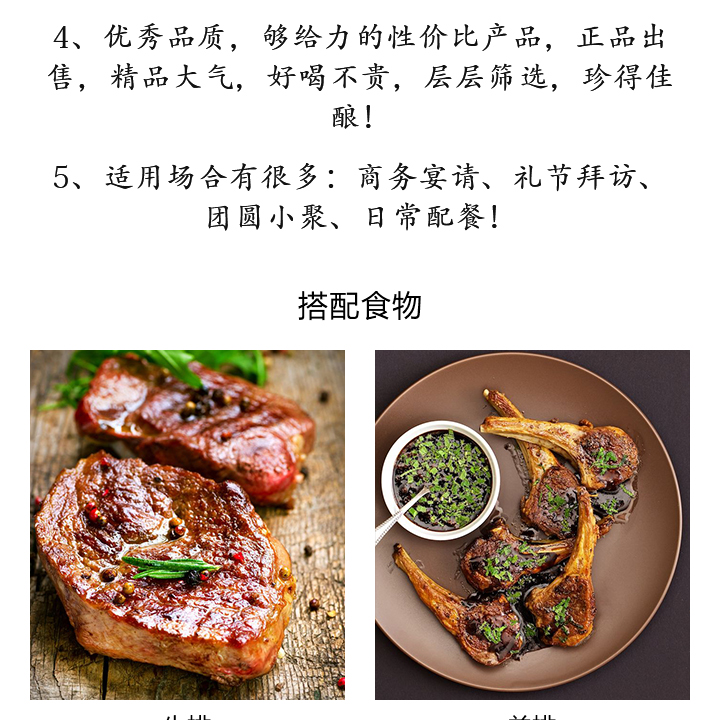 4、优秀品质，够给力的性价比产品，正品出
售，精品大气，好喝不贵，层层筛选，珍得佳
酿！
5、适用场合有很多：商务宴请、礼节拜访、
团圆小聚、日常配餐！
搭配食物